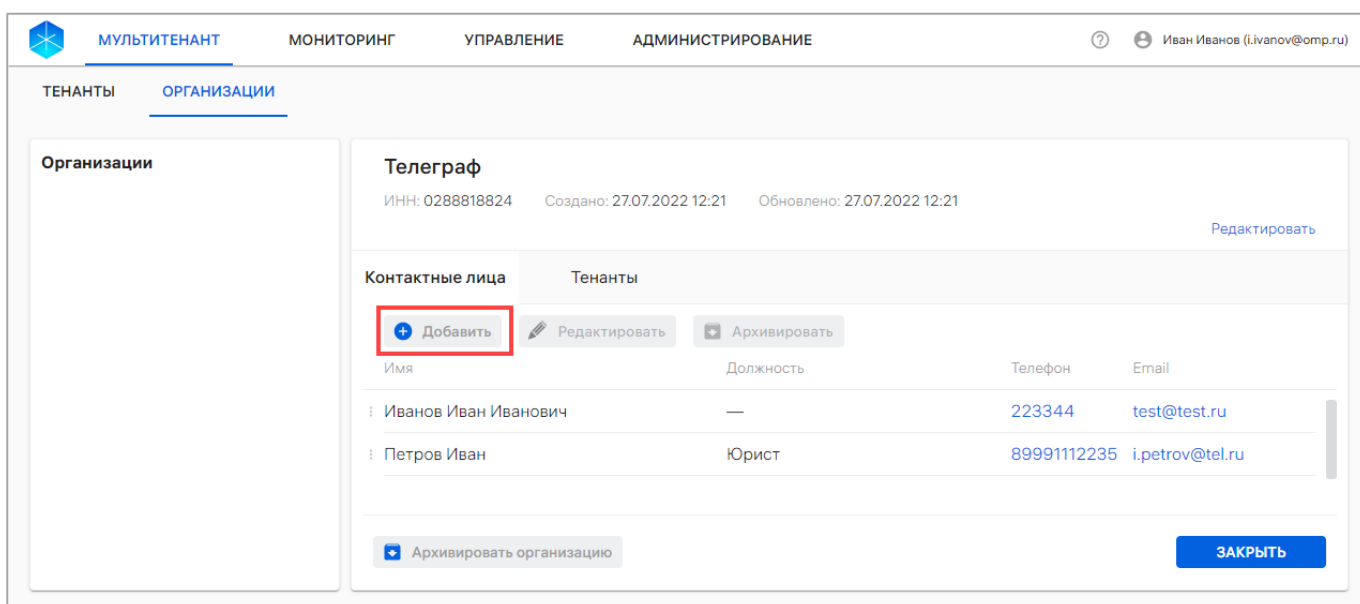 МУЛЬТИТЕНАНТ МОНИТОРИНГ УПРАВЛЕНИЕ АДМИНИСТРИРОВАНИЕ Иван Иванов (i.ivanov@omp.ru)
ТЕНАНТЫ ОРГАНИЗАЦИИ
Организации
Телеграф
ИНН: 0288818824 Создано: 27.07.2022 12:21 Обновлено: 27.07.2022 12:21
Редактировать
Контактные лица Тенанты
Добавить Редактировать Архивировать
Имя Должность Телефон Email
Иванов Иван Иванович — 223344 test@test.ru
Петров Иван Юрист 89991112235 i.petrov@tel.ru
Архивировать организацию ЗАКРЫТЬ